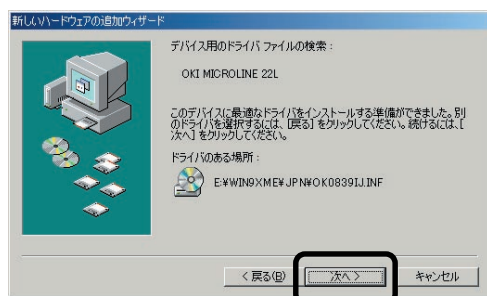 新しいハードウェアの追加ウィザード
デバイス用のドライバ ファイルの検索 :
OKI MICROLINE 22L
このデバイスに最適なドライバをインストールする準備ができました。別
のドライバを選択するには、[戻る] をクリックしてください。続けるには、[
次へ] をクリックしてください。
ドライバのある場所 :
E:¥WIN9XME¥JPN¥OK0839IJ.INF
< 戻る(B)
次へ >
キャンセル